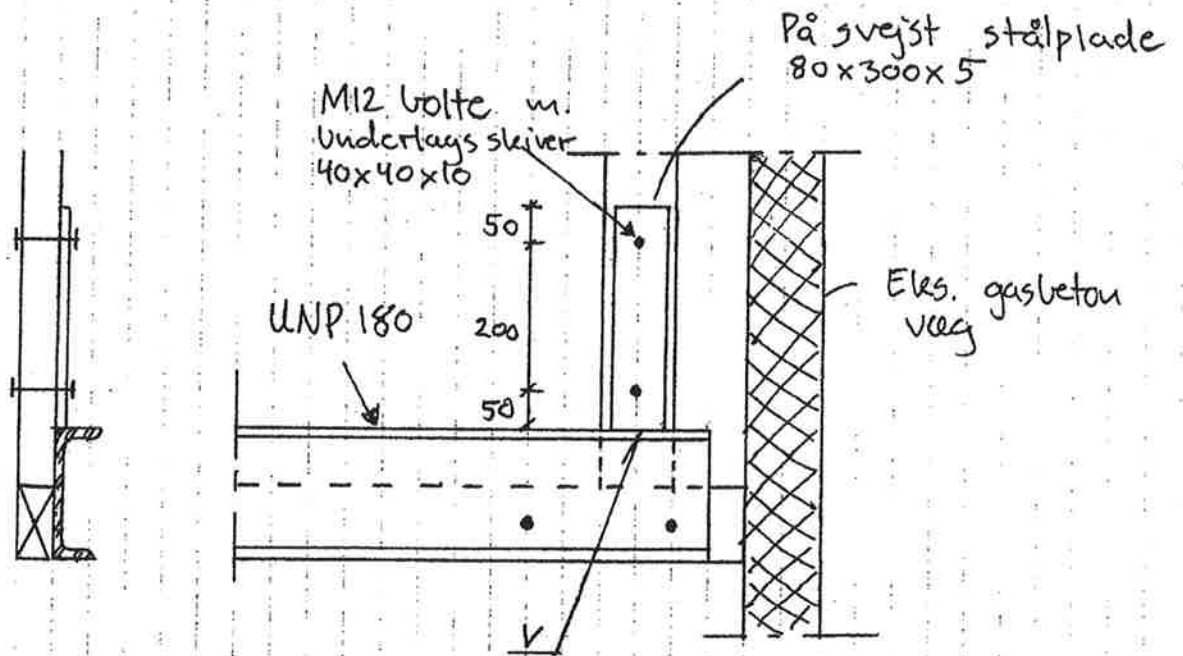 På svejst stålplade
80x300x5
M12 bolte m.
Underlags skiver
40x40x10
50
200
50
UNP 180
Eks. gasbeton
væg
V